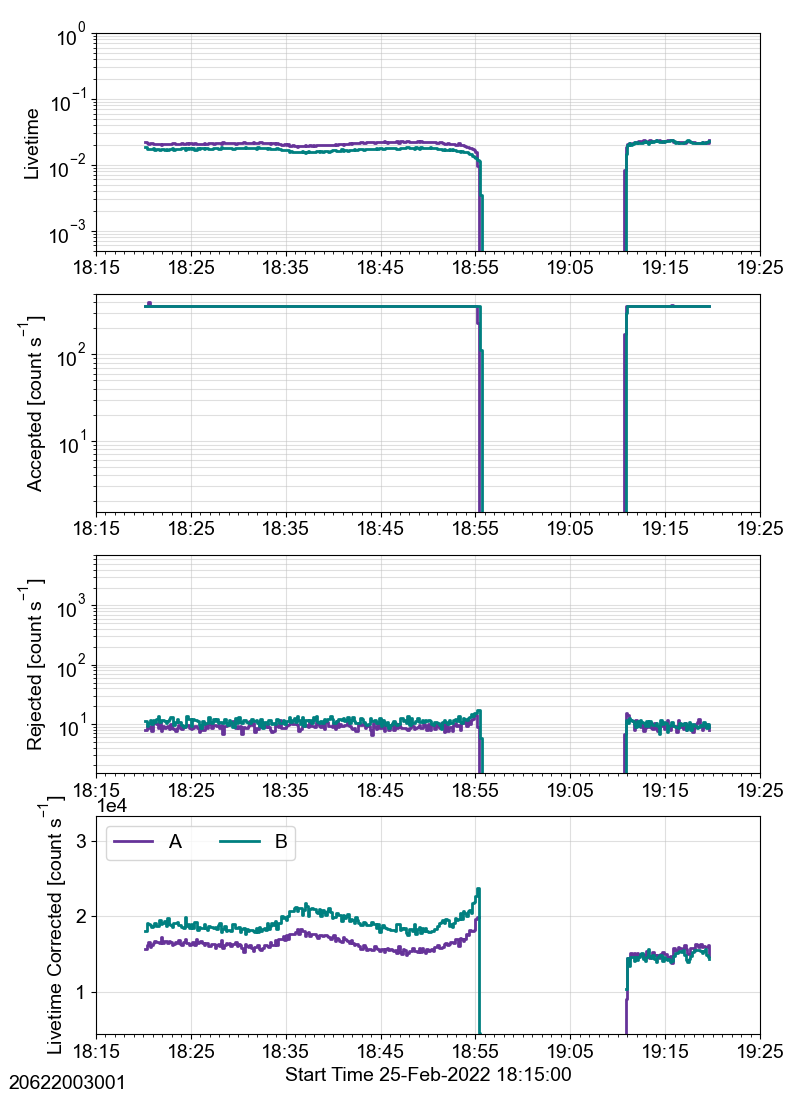 10^0
10^-1
10^-2
10^-3
Livetime
18:15 18:25 18:35 18:45 18:55 19:05 19:15 19:25
10^2
10^1
Accepted [count s^-1]
18:15 18:25 18:35 18:45 18:55 19:05 19:15 19:25
10^3
10^2
10^1
Rejected [count s^-1]
18:15 18:25 18:35 18:45 18:55 19:05 19:15 19:25
1e4
A B
3
2
1
Livetime Corrected [count s^-1]
18:15 18:25 18:35 18:45 18:55 19:05 19:15 19:25
Start Time 25-Feb-2022 18:15:00
20622003001